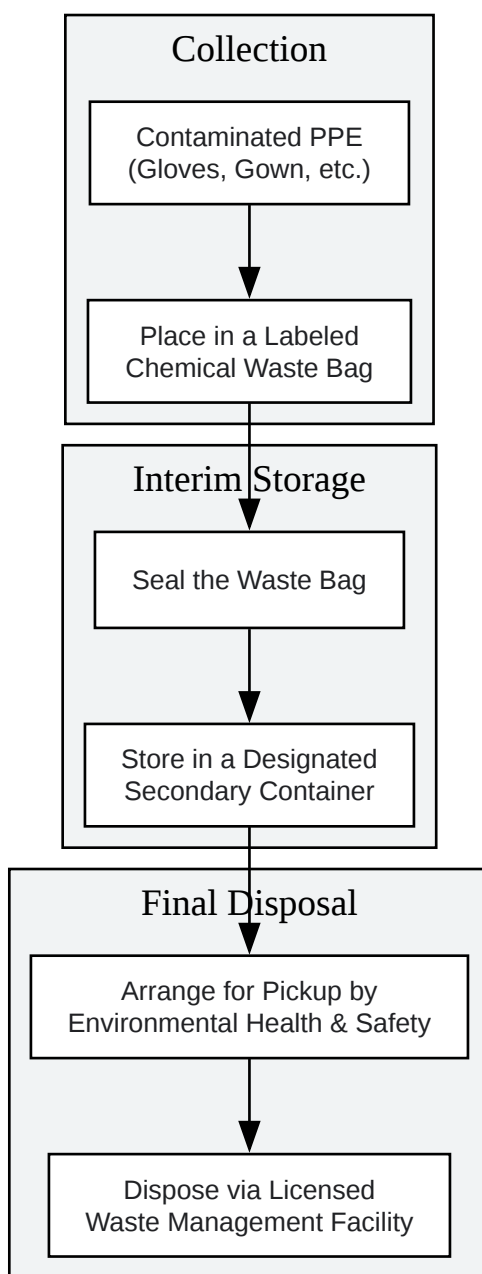 Collection
Contaminated PPE
(Gloves, Gown, etc.)
Place in a Labeled
Chemical Waste Bag
Interim Storage
Seal the Waste Bag
Store in a Designated
Secondary Container
Final Disposal
Arrange for Pickup by
Environmental Health & Safety
Dispose via Licensed
Waste Management Facility